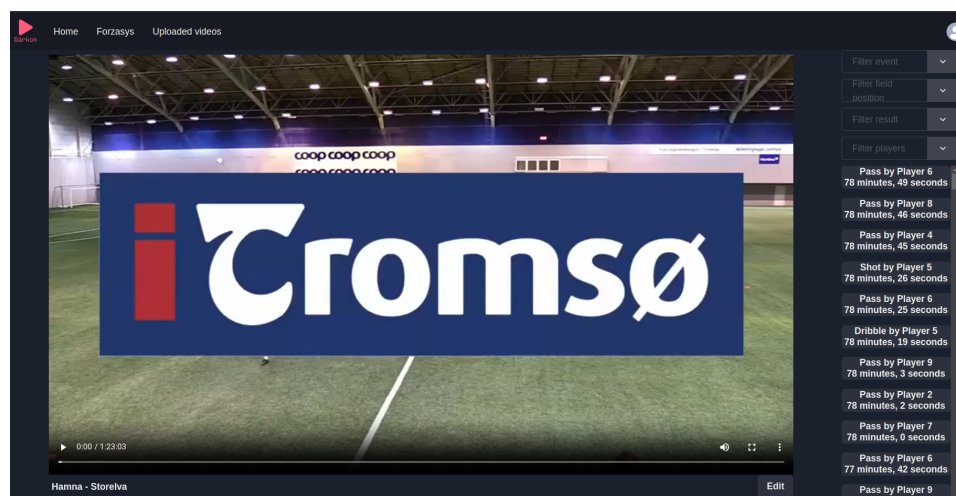 Dārkon
Home
Forzasys
Uploaded videos
coop coop coop
coop coop coop
i Tromsø
0:00 / 1:23:03
Hamna - Storelva
Edit
Filter event
Filter field
position
Filter result
Filter players
Pass by Player 6
78 minutes, 49 seconds
Pass by Player 8
78 minutes, 46 seconds
Pass by Player 4
78 minutes, 45 seconds
Shot by Player 5
78 minutes, 26 seconds
Pass by Player 6
78 minutes, 25 seconds
Dribble by Player 5
78 minutes, 19 seconds
Pass by Player 9
78 minutes, 3 seconds
Pass by Player 2
78 minutes, 2 seconds
Pass by Player 7
78 minutes, 0 seconds
Pass by Player 6
77 minutes, 42 seconds
Pass by Player 9